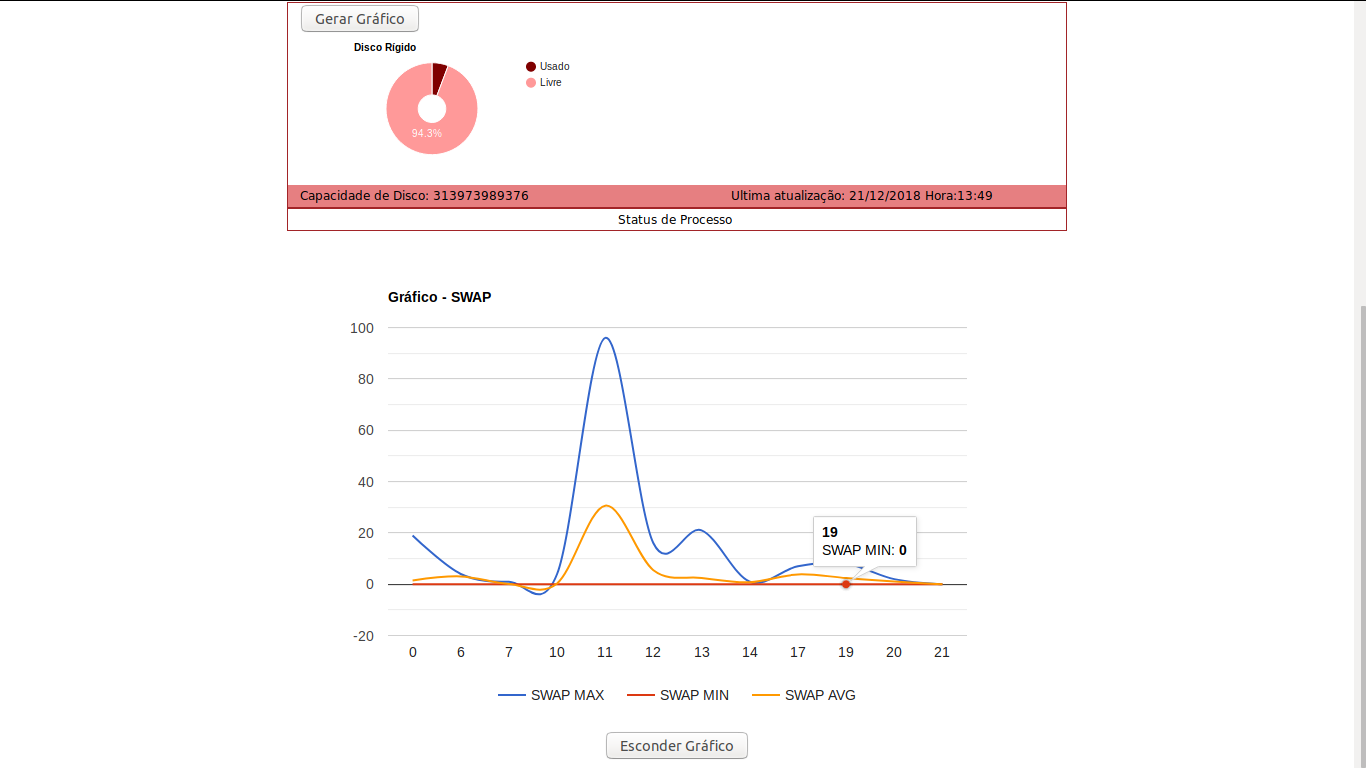 Gerar Gráfico
Disco Rígido
Usado
Livre
94.3%
Capacidade de Disco: 313973989376 Ultima atualização: 21/12/2018 Hora:13:49
Status de Processo
Gráfico - SWAP
100
80
60
40
20
0
-20
19
SWAP MIN: 0
0 6 7 10 11 12 13 14 17 19 20 21
SWAP MAX SWAP MIN SWAP AVG
Esconder Gráfico